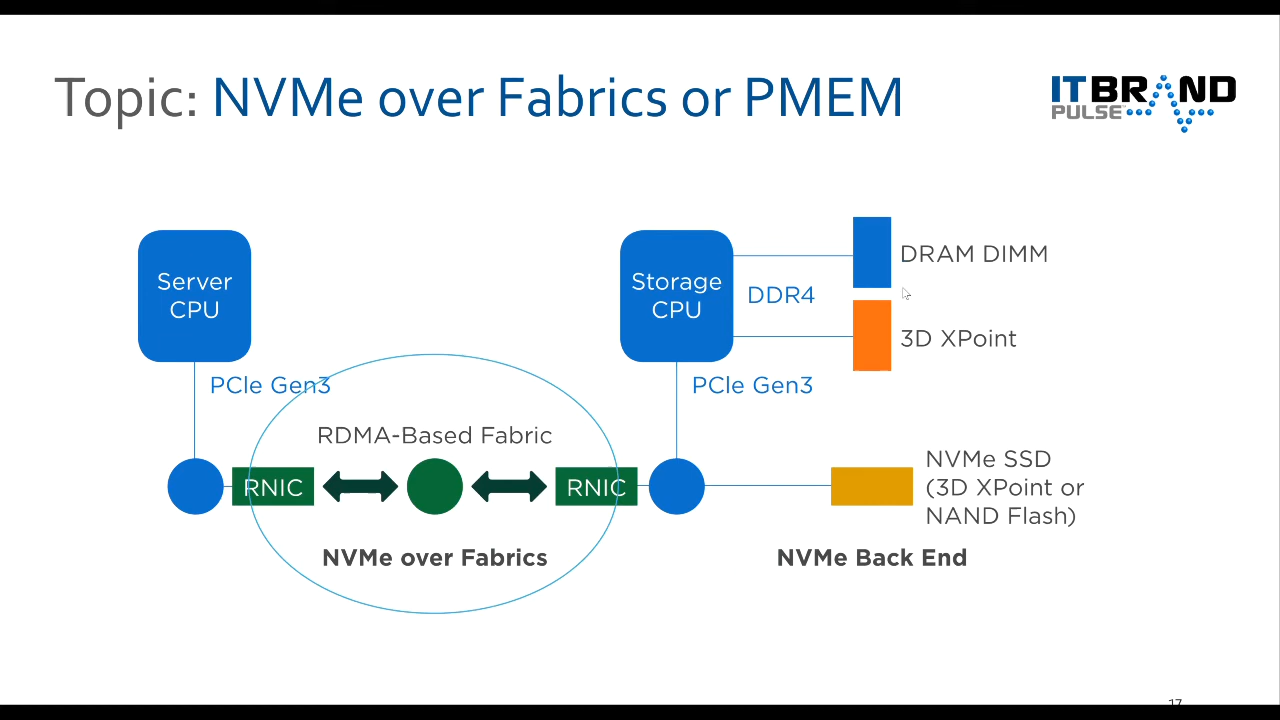 Topic: NVMe over Fabrics or PMEM
ITBRAND
PULSE
Server
CPU
Storage
CPU
DRAM DIMM
DDR4
3D XPoint
PCIe Gen3
PCIe Gen3
RDMA-Based Fabric
RNIC
RNIC
NVMe SSD
(3D XPoint or
NAND Flash)
NVMe over Fabrics
NVMe Back End
17